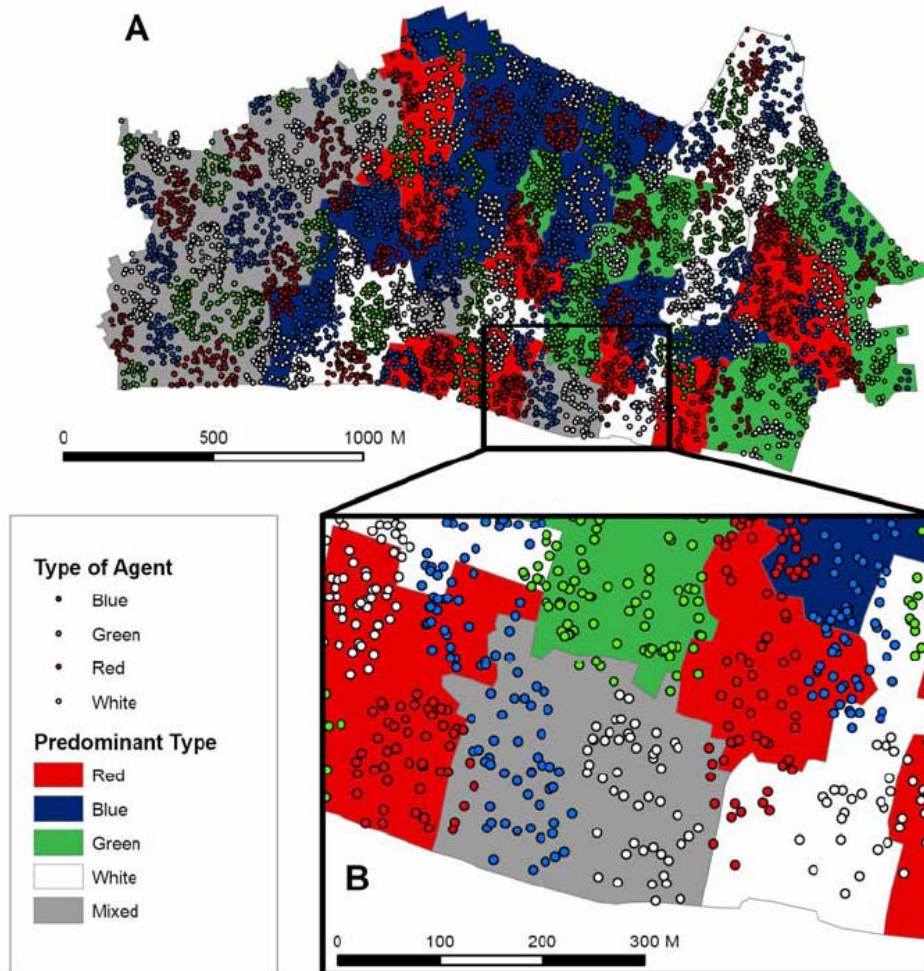 A
0 500 1000 M
Type of Agent
Blue
Green
Red
White
Predominant Type
Red
Blue
Green
White
Mixed
B
0 100 200 300 M